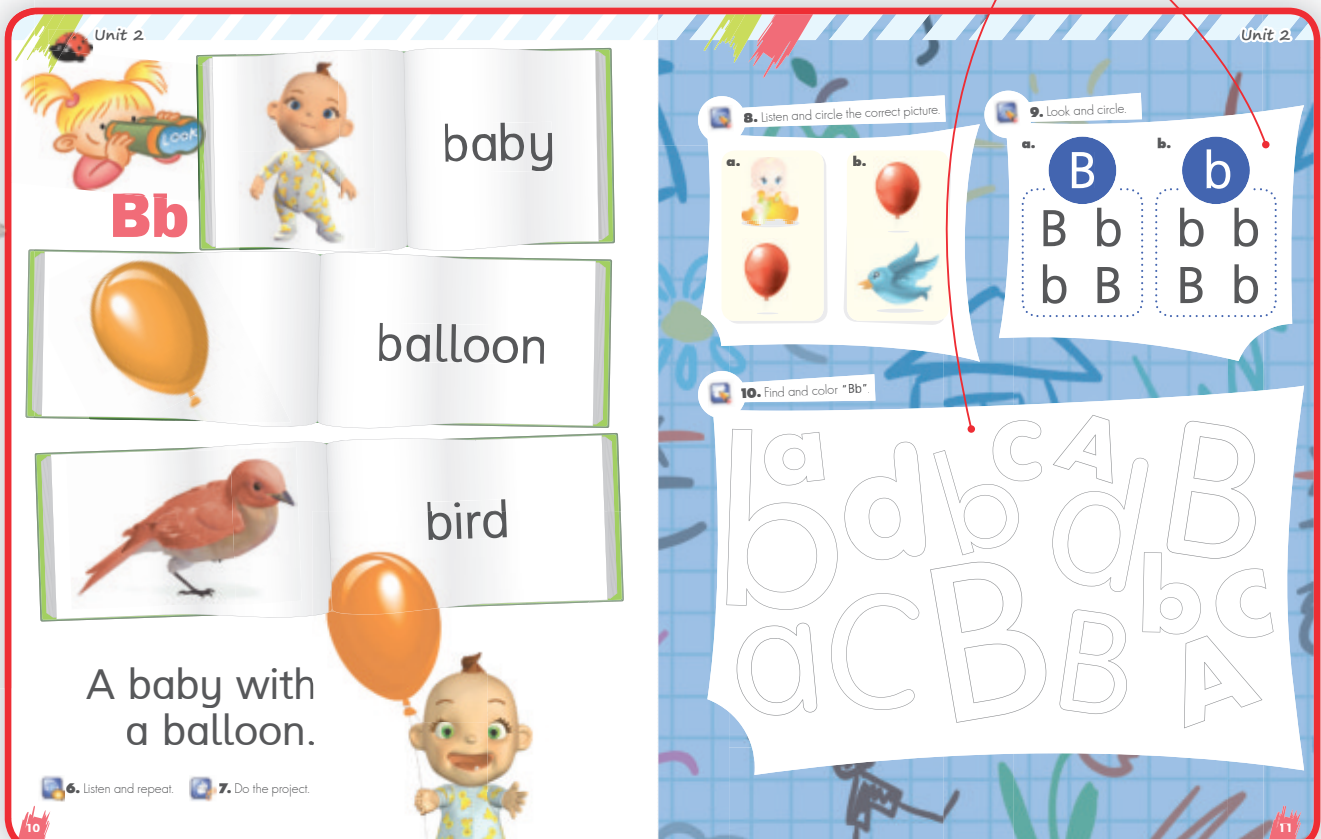 Unit 2
LOOK
Bb
baby
balloon
bird
A baby with
a balloon.
6. Listen and repeat.
7. Do the project.
10
Unit 2
8. Listen and circle the correct picture.
a.
b.
9. Look and circle.
a.
B
B b
b B
b.
b
b b
B b
10. Find and color "Bb".
b a d b c A d B
b c
a C B B A
11